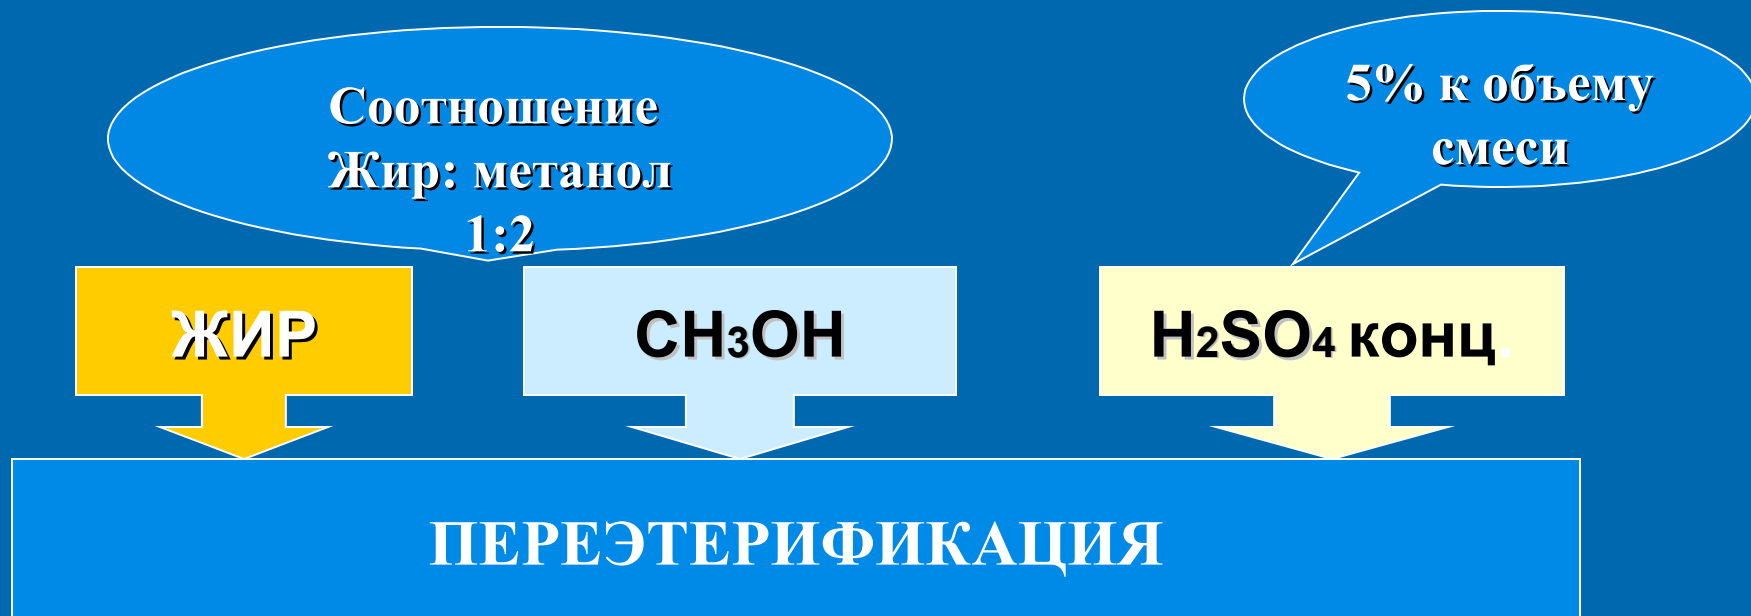 Соотношение
Жир: метанол
1:2
5% к объему
смеси
ЖИР
CH3OH
H2SO4 конц.
ПЕРЕЭТЕРИФИКАЦИЯ